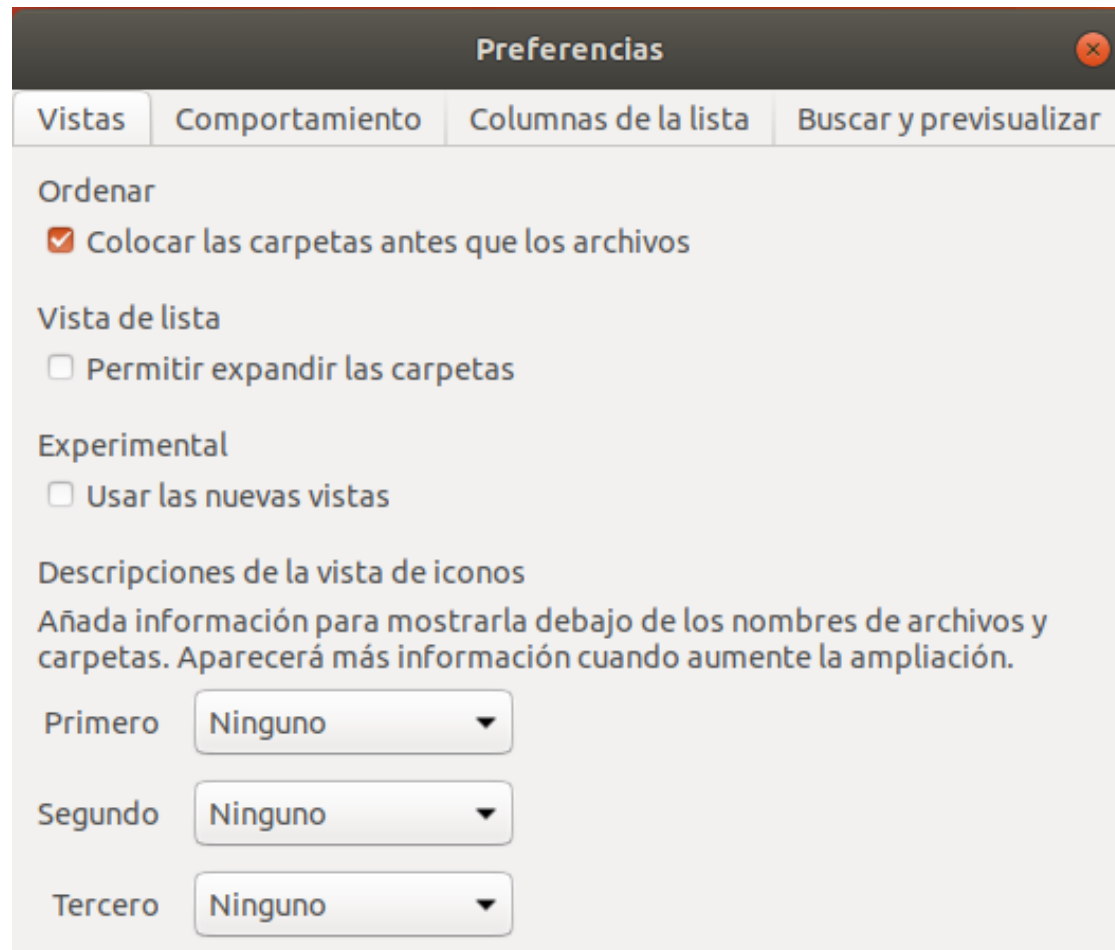 Preferencias
Vistas
Comportamiento
Columnas de la lista
Buscar y previsualizar
Ordenar
Colocar las carpetas antes que los archivos
Vista de lista
Permitir expandir las carpetas
Experimental
Usar las nuevas vistas
Descripciones de la vista de iconos
Añada información para mostrarla debajo de los nombres de archivos y
carpetas. Aparecerá más información cuando aumente la ampliación.
Primero Ninguno
Segundo Ninguno
Tercero Ninguno